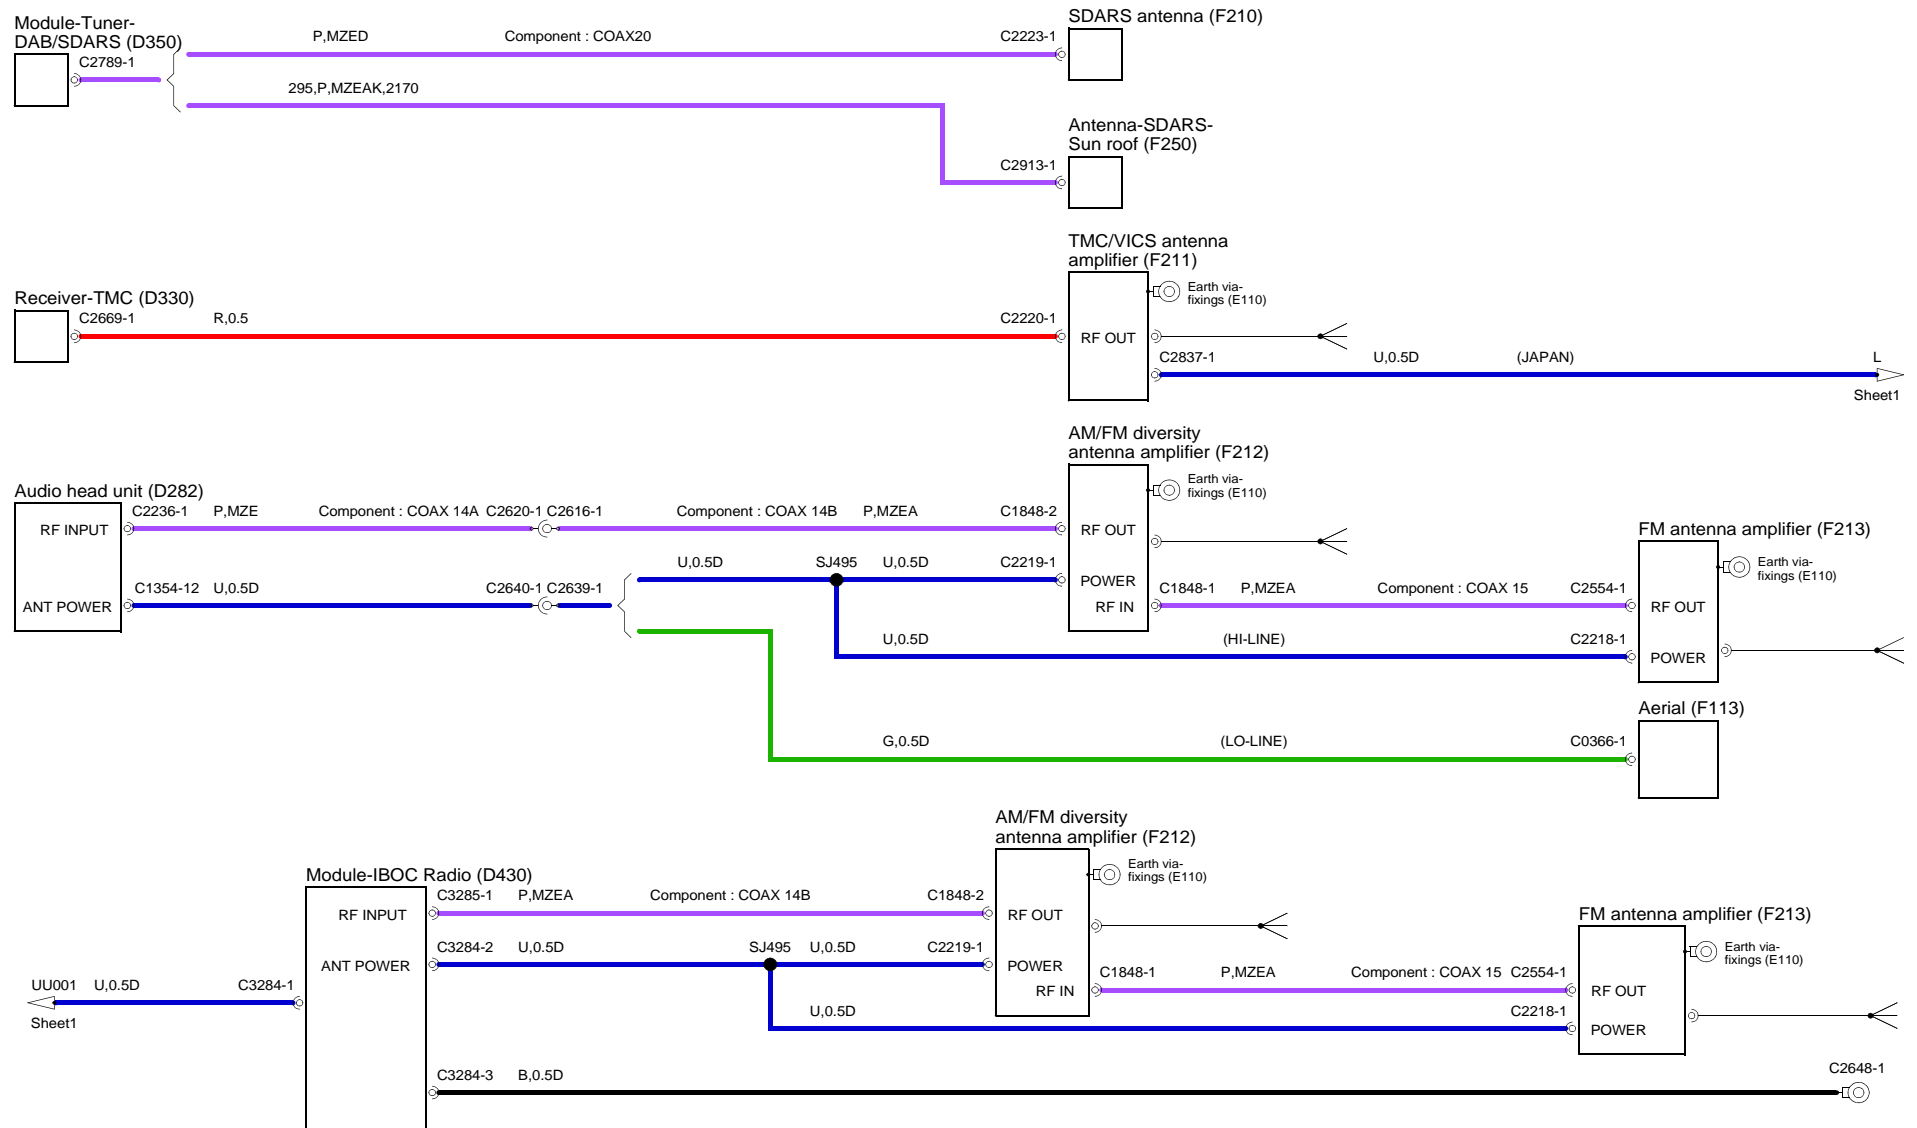 Module-Tuner-
DAB/SDARS (D350)
C2789-1
P,MZED
Component : COAX20
C2223-1
SDARS antenna (F210)
295,P,MZEAK,2170
Antenna-SDARS-
Sun roof (F250)
C2913-1
TMC/VICS antenna
amplifier (F211)
Earth via-
fixings (E110)
Receiver-TMC (D330)
C2669-1
R,0.5
C2220-1
RF OUT
C2837-1
U,0.5D
(JAPAN)
L
Sheet1
AM/FM diversity
antenna amplifier (F212)
Earth via-
fixings (E110)
Audio head unit (D282)
RF INPUT
C2236-1
P,MZE
Component : COAX 14A
C2620-1
C2616-1
Component : COAX 14B
P,MZEA
C1848-2
RF OUT
FM antenna amplifier (F213)
Earth via-
fixings (E110)
ANT POWER
C1354-12
U,0.5D
C2640-1
C2639-1
U,0.5D
SJ495
U,0.5D
C2219-1
POWER
RF IN
C1848-1
P,MZEA
Component : COAX 15
C2554-1
RF OUT
U,0.5D
(HI-LINE)
C2218-1
POWER
Aerial (F113)
G,0.5D
(LO-LINE)
C0366-1
AM/FM diversity
antenna amplifier (F212)
Earth via-
fixings (E110)
Module-IBOC Radio (D430)
RF INPUT
C3285-1
P,MZEA
Component : COAX 14B
C1848-2
RF OUT
FM antenna amplifier (F213)
Earth via-
fixings (E110)
ANT POWER
C3284-2
U,0.5D
SJ495
U,0.5D
C2219-1
POWER
RF IN
C1848-1
P,MZEA
Component : COAX 15
C2554-1
RF OUT
UU001
U,0.5D
C3284-1
Sheet1
U,0.5D
C2218-1
POWER
C3284-3
B,0.5D
C2648-1